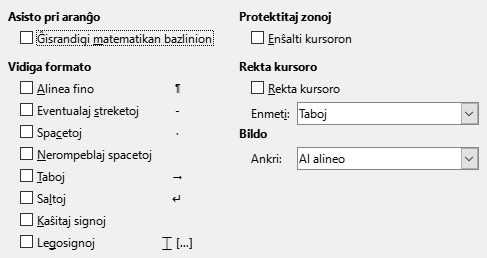 Asisto pri aranĝo
Ĝisrandigi matematikan bazlinion
Vidiga formato
Alinea fino ¶
Eventualaj streketoj -
Spacetoj ·
Nerompeblaj spacetoj
Taboj →
Saltoj ↵
Kaŝitaj signoj
Legosignoj [...]
Protektitaj zonoj
Enŝalti kursoron
Rekta kursoro
Rekta kursoro
Enmeti: Taboj
Bildo
Ankri: Al alineo